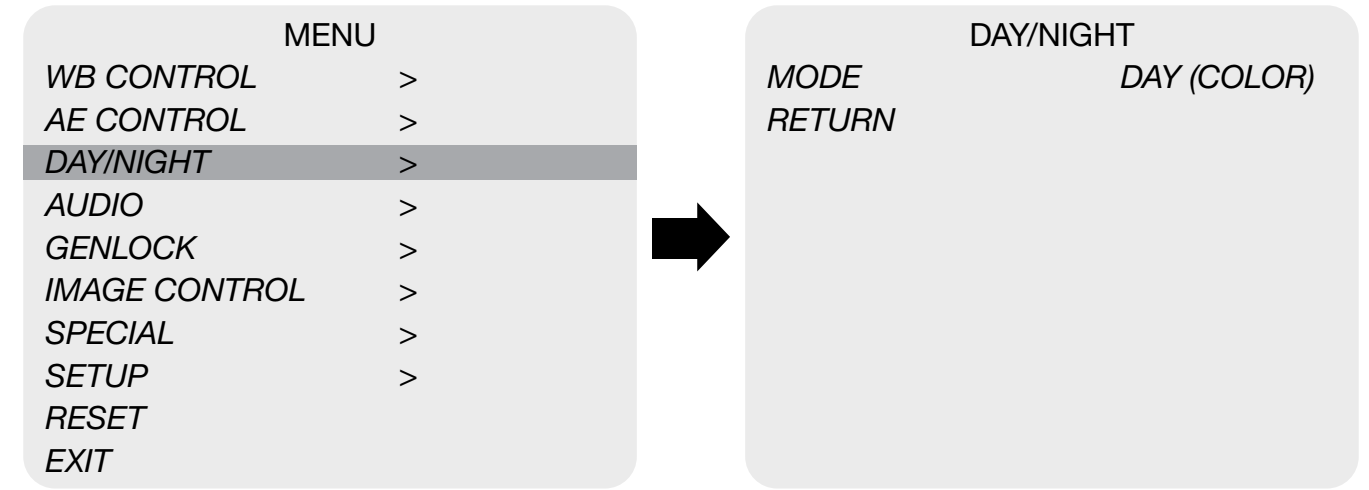 MENU
WB CONTROL >
AE CONTROL >
DAY/NIGHT >
AUDIO >
GENLOCK >
IMAGE CONTROL >
SPECIAL >
SETUP >
RESET
EXIT
DAY/NIGHT
MODE DAY (COLOR)
RETURN